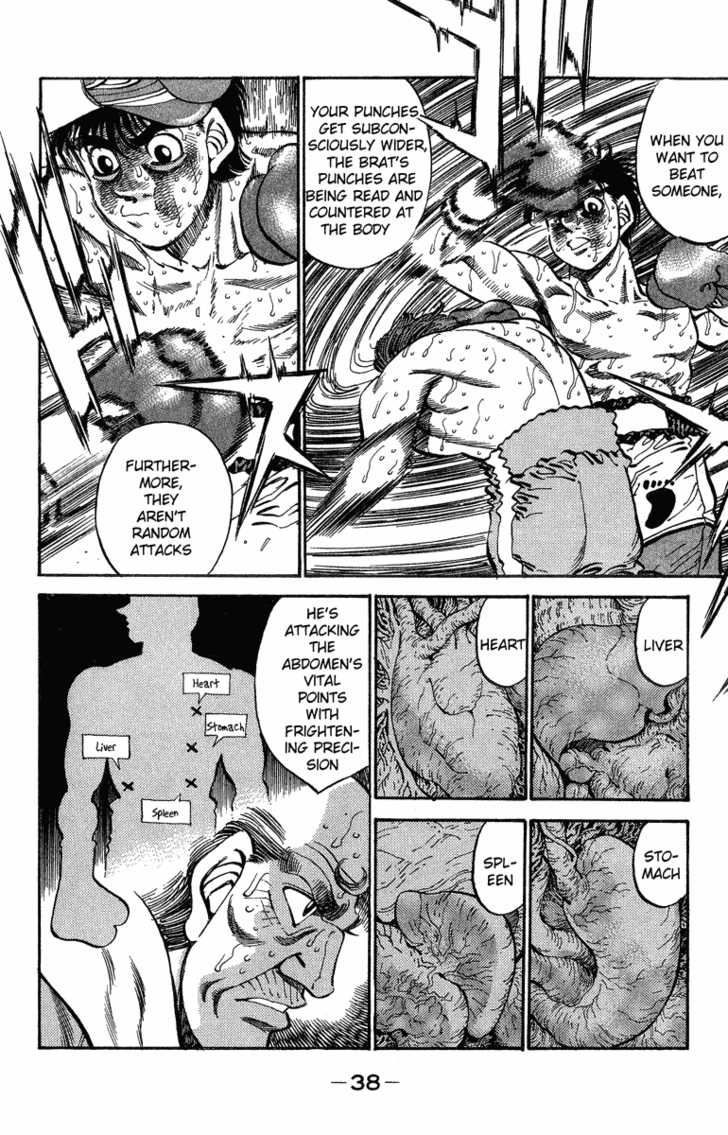 WHEN YOU
WANT TO
BEAT
SOMEONE,
YOUR PUNCHES
GET SUBCON-
SCIOUSLY WIDER,
THE BRAT'S
PUNCHES ARE
BEING READ AND
COUNTERED AT
THE BODY
FURTHER-
MORE,
THEY
AREN'T
RANDOM
ATTACKS
LIVER
HEART
STO-
MACH
SPL-
EEN
HE'S
ATTACKING
THE
ABDOMEN'S
VITAL
POINTS
WITH
FRIGHTEN-
ING PRECI-
SION
Heart
Stomach
Liver
Spleen
—38—